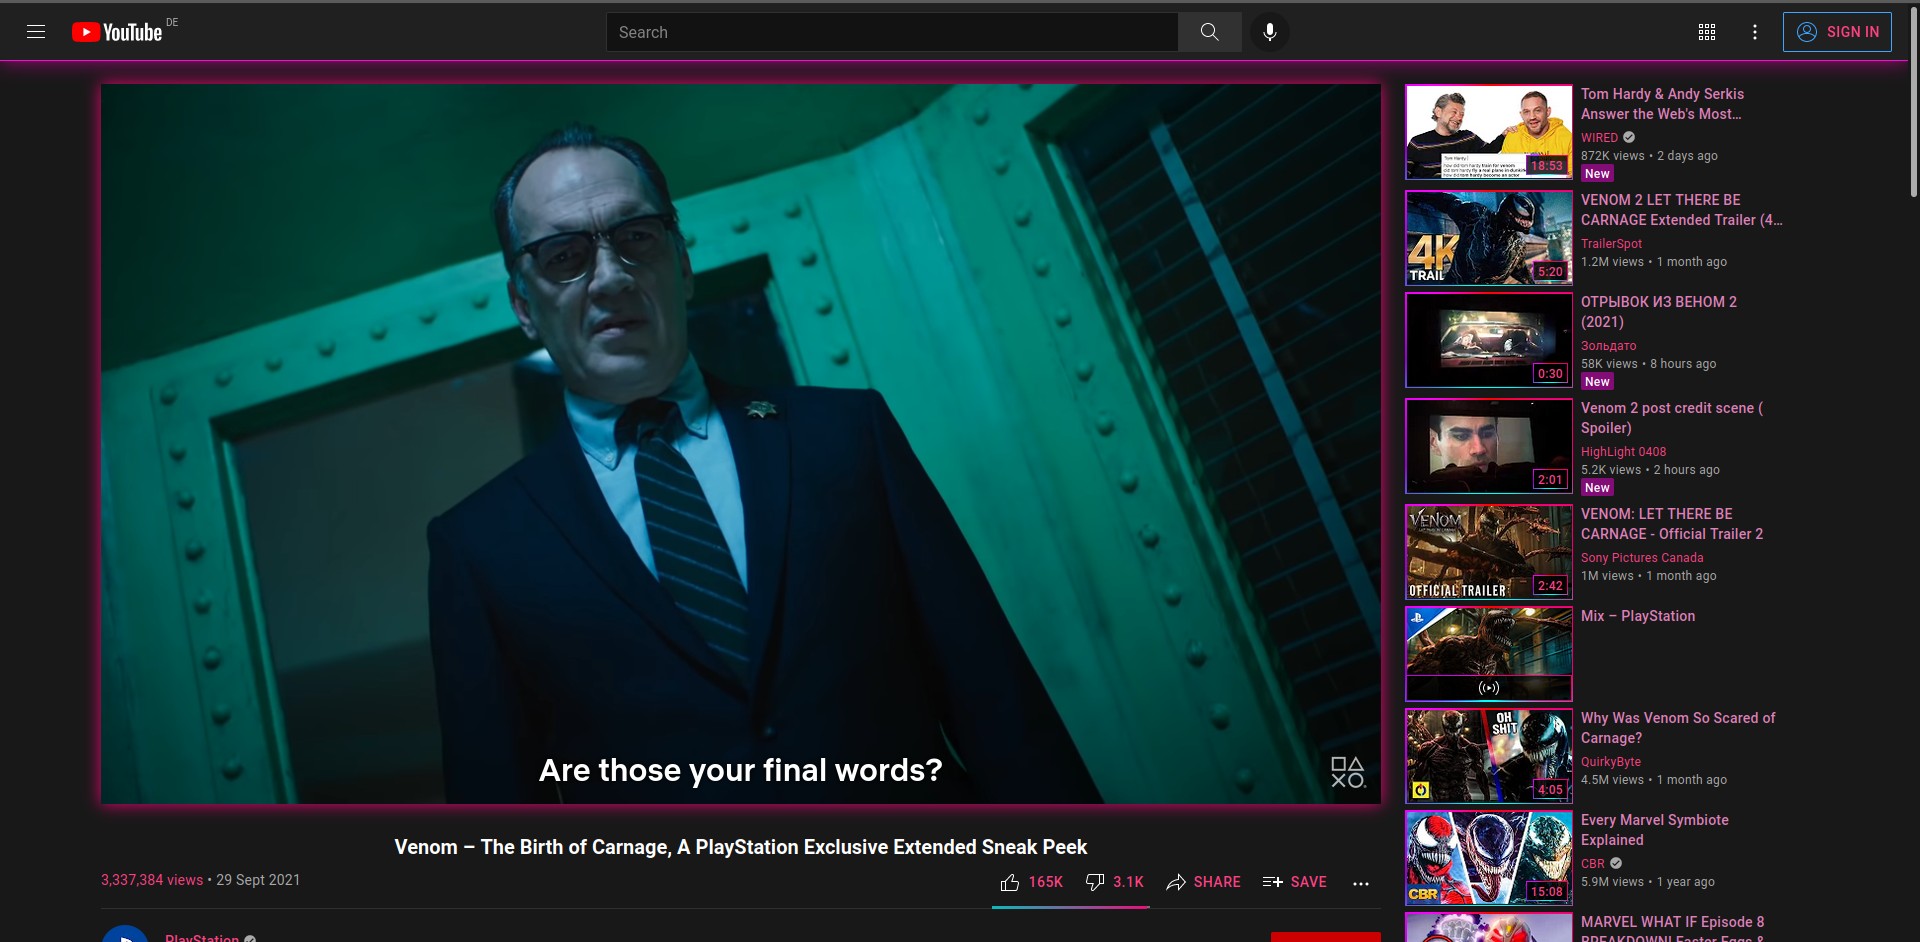 YouTube DE
Search
SIGN IN
Are those your final words?
Venom – The Birth of Carnage, A PlayStation Exclusive Extended Sneak Peek
3,337,384 views • 29 Sept 2021
165K
3.1K
SHARE
SAVE
PlayStation
18:53
Tom Hardy & Andy Serkis
Answer the Web's Most...
WIRED
872K views • 2 days ago
New
4K
TRAIL
5:20
VENOM 2 LET THERE BE
CARNAGE Extended Trailer (4...
TrailerSpot
1.2M views • 1 month ago
0:30
ОТРЫВОК ИЗ ВЕНОМ 2
(2021)
Зольдато
58K views • 8 hours ago
New
2:01
Venom 2 post credit scene (
Spoiler)
HighLight 0408
5.2K views • 2 hours ago
New
VENOM
OFFICIAL TRAILER
2:42
VENOM: LET THERE BE
CARNAGE - Official Trailer 2
Sony Pictures Canada
1M views • 1 month ago
Mix – PlayStation
OH
SHIT
4:05
Why Was Venom So Scared of
Carnage?
QuirkyByte
4.5M views • 1 month ago
CBR
15:08
Every Marvel Symbiote
Explained
CBR
5.9M views • 1 year ago
MARVEL WHAT IF Episode 8
BREAKDOWN! Easter Eggs &